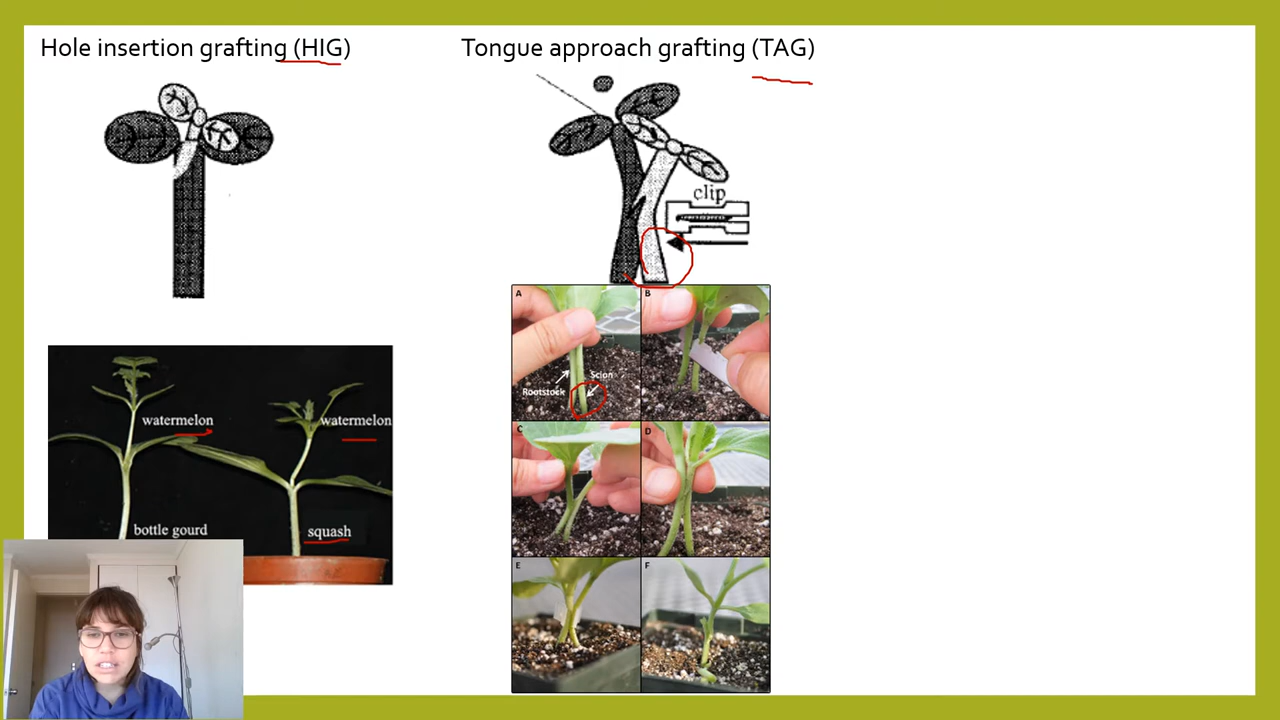 Hole insertion grafting (HIG)
Tongue approach grafting (TAG)
clip
watermelon
watermelon
bottle gourd
squash
A
B
Rootstock
Scion
C
D
E
F